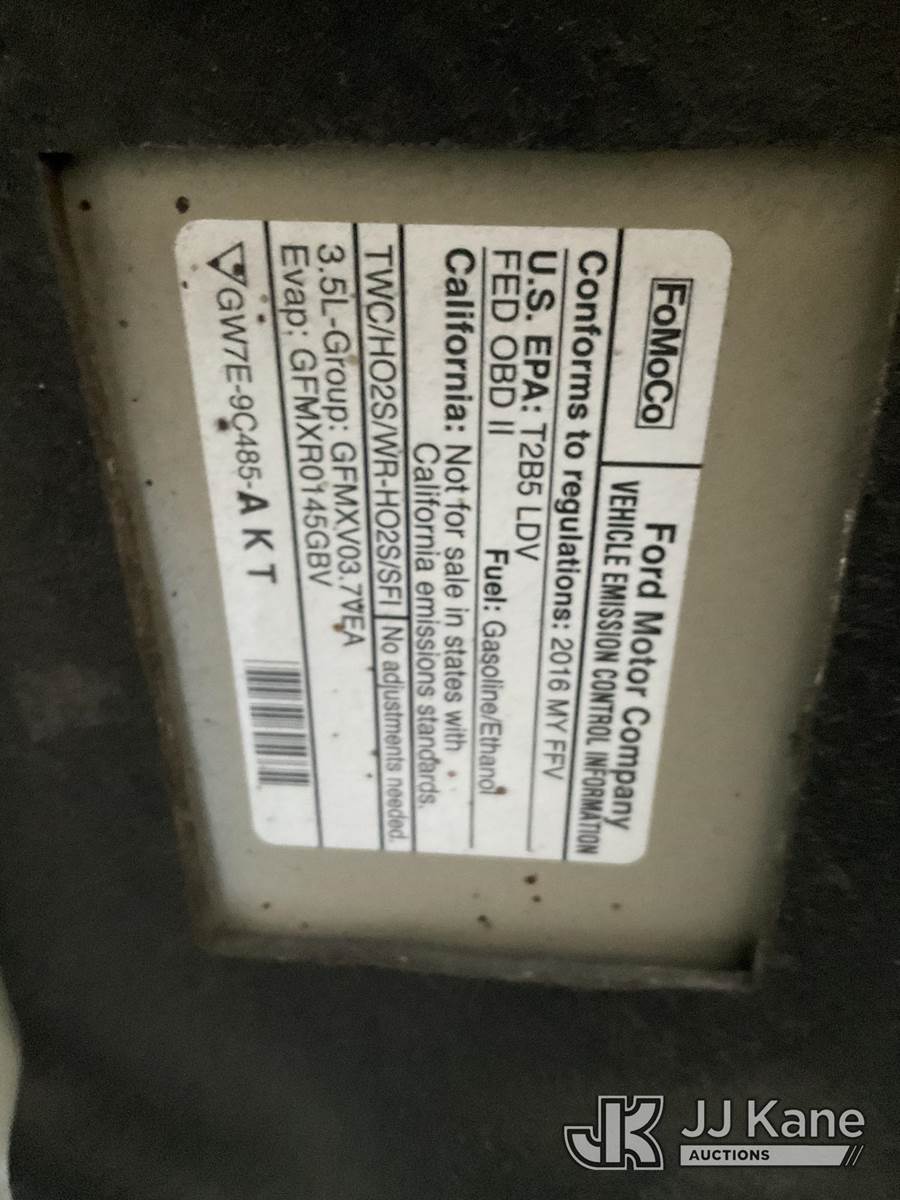 FoMoCo
Ford Motor Company
VEHICLE EMISSION CONTROL INFORMATION
Conforms to regulations: 2016 MY FFV
U.S. EPA: T2B5 LDV
FED OBD II Fuel: Gasoline/Ethanol
California: Not for sale in states with
California emissions standards.
TWC/HO2S/WR-HO2S/SFI No adjustments needed.
3.5L-Group: GFMXV03.7VEA
Evap: GFMXR0145GBV
GW7E-9C485-A K T
JK JJ Kane
AUCTIONS